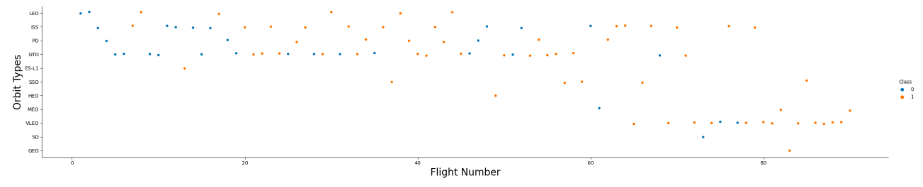 LEO
ISS
PO
GTO
ES-L1
SSO
HEO
MEO
VLEO
SO
GEO
Orbit Types
0
20
40
60
80
Flight Number
Class
0
1